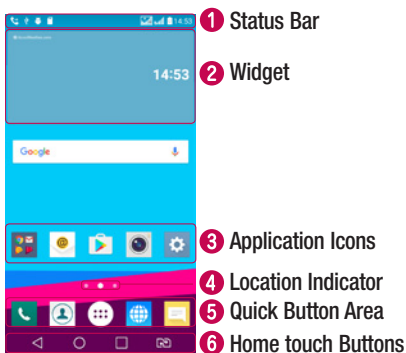 14:53
1 Status Bar
14:53
2 Widget
Google
3 Application Icons
4 Location Indicator
5 Quick Button Area
6 Home touch Buttons